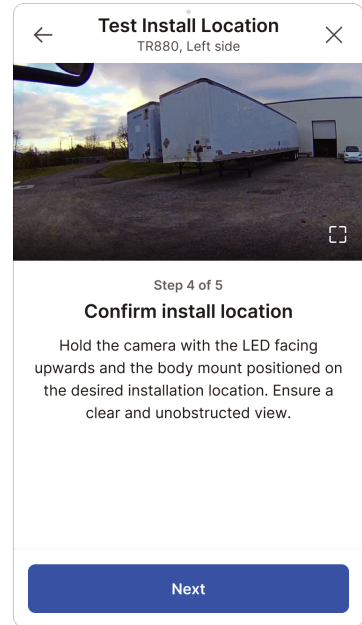 Test Install Location
TR880, Left side
Step 4 of 5
Confirm install location
Hold the camera with the LED facing
upwards and the body mount positioned on
the desired installation location. Ensure a
clear and unobstructed view.
Next